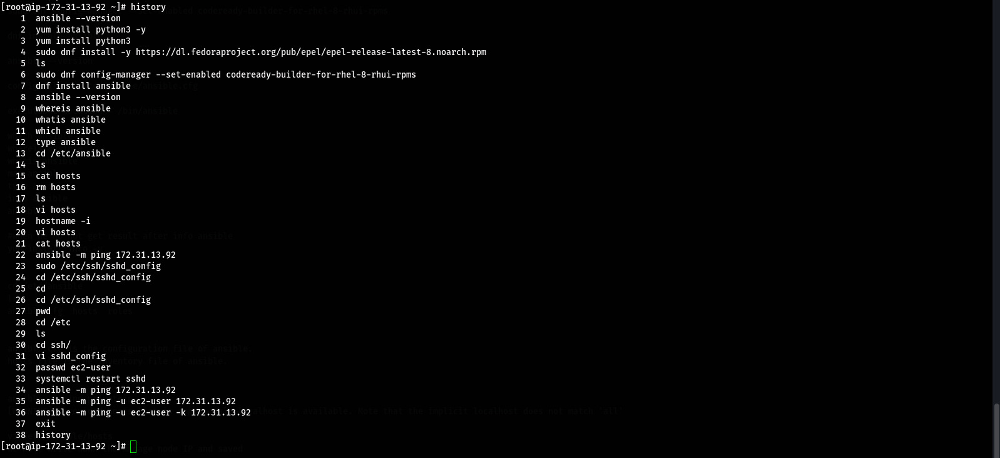 [root@ip-172-31-13-92 ~]# history
1 ansible --version
2 yum install python3 -y
3 yum install python3
4 sudo dnf install -y https://dl.fedoraproject.org/pub/epel/epel-release-latest-8.noarch.rpm
5 ls
6 sudo dnf config-manager --set-enabled codeready-builder-for-rhel-8-rhui-rpms
7 dnf install ansible
8 ansible --version
9 whereis ansible
10 whatis ansible
11 which ansible
12 type ansible
13 cd /etc/ansible
14 ls
15 cat hosts
16 rm hosts
17 ls
18 vi hosts
19 hostname -i
20 vi hosts
21 cat hosts
22 ansible -m ping 172.31.13.92
23 sudo /etc/ssh/sshd_config
24 cd /etc/ssh/sshd_config
25 cd
26 cd /etc/ssh/sshd_config
27 pwd
28 cd /etc
29 ls
30 cd ssh/
31 vi sshd_config
32 passwd ec2-user
33 systemctl restart sshd
34 ansible -m ping 172.31.13.92
35 ansible -m ping -u ec2-user 172.31.13.92
36 ansible -m ping -u ec2-user -k 172.31.13.92
37 exit
38 history
[root@ip-172-31-13-92 ~]#